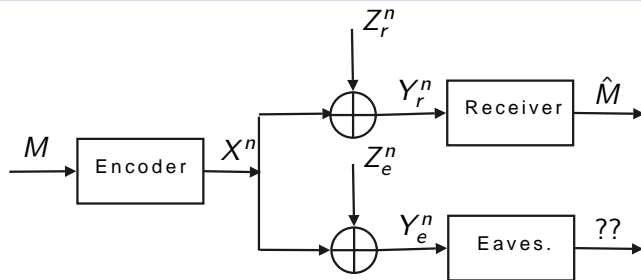 Z_r^n
Y_r^n Receiver M̂
M Encoder X^n
Z_e^n
Y_e^n Eaves. ??